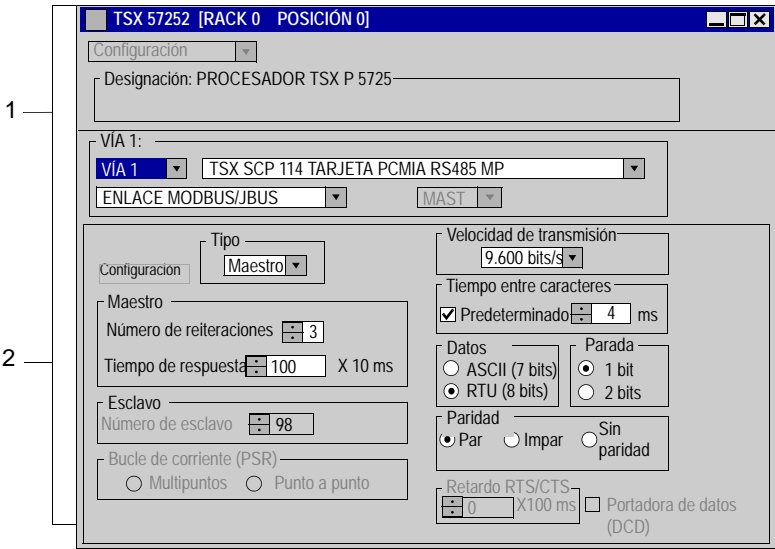 TSX 57252 [RACK 0 POSICIÓN 0]
Configuración
Designación: PROCESADOR TSX P 5725
1
VÍA 1:
VÍA 1
TSX SCP 114 TARJETA PCMIA RS485 MP
ENLACE MODBUS/JBUS
MAST
2
Configuración
Tipo
Maestro
Maestro
Número de reiteraciones 3
Tiempo de respuesta 100 X 10 ms
Esclavo
Número de esclavo 98
Bucle de corriente (PSR)
Multipuntos Punto a punto
Velocidad de transmisión
9.600 bits/s
Tiempo entre caracteres
Predeterminado 4 ms
Datos
ASCII (7 bits)
RTU (8 bits)
Parada
1 bit
2 bits
Paridad
Par Impar Sin
paridad
Retardo RTS/CTS
0 X100 ms
Portadora de datos
(DCD)